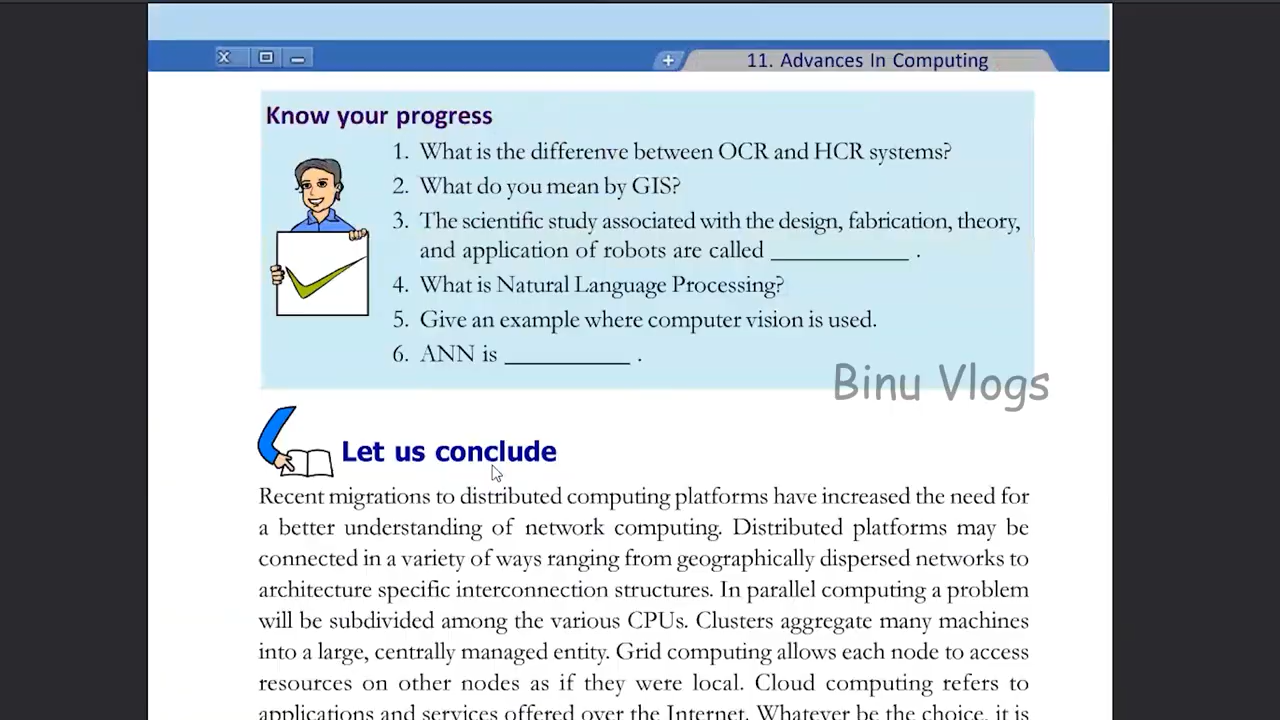 11. Advances In Computing
Know your progress
1. What is the differenve between OCR and HCR systems?
2. What do you mean by GIS?
3. The scientific study associated with the design, fabrication, theory,
and application of robots are called ____________ .
4. What is Natural Language Processing?
5. Give an example where computer vision is used.
6. ANN is ___________ .
Binu Vlogs
Let us conclude
Recent migrations to distributed computing platforms have increased the need for
a better understanding of network computing. Distributed platforms may be
connected in a variety of ways ranging from geographically dispersed networks to
architecture specific interconnection structures. In parallel computing a problem
will be subdivided among the various CPUs. Clusters aggregate many machines
into a large, centrally managed entity. Grid computing allows each node to access
resources on other nodes as if they were local. Cloud computing refers to
applications and services offered over the Internet. Whatever be the choice, it is